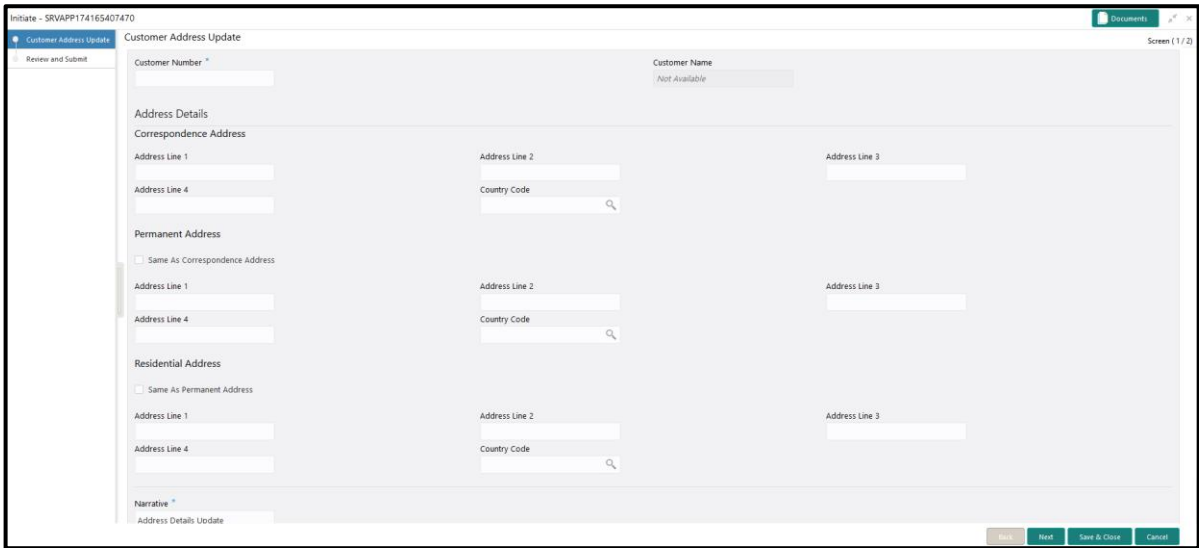 Initiate - SRVAPP174165407470
Documents
Customer Address Update
Review and Submit
Customer Address Update
Screen ( 1 / 2)
Customer Number *
Customer Name
Not Available
Address Details
Correspondence Address
Address Line 1
Address Line 2
Address Line 3
Address Line 4
Country Code
Permanent Address
Same As Correspondence Address
Address Line 1
Address Line 2
Address Line 3
Address Line 4
Country Code
Residential Address
Same As Permanent Address
Address Line 1
Address Line 2
Address Line 3
Address Line 4
Country Code
Narrative *
Address Details Update
Back
Next
Save & Close
Cancel